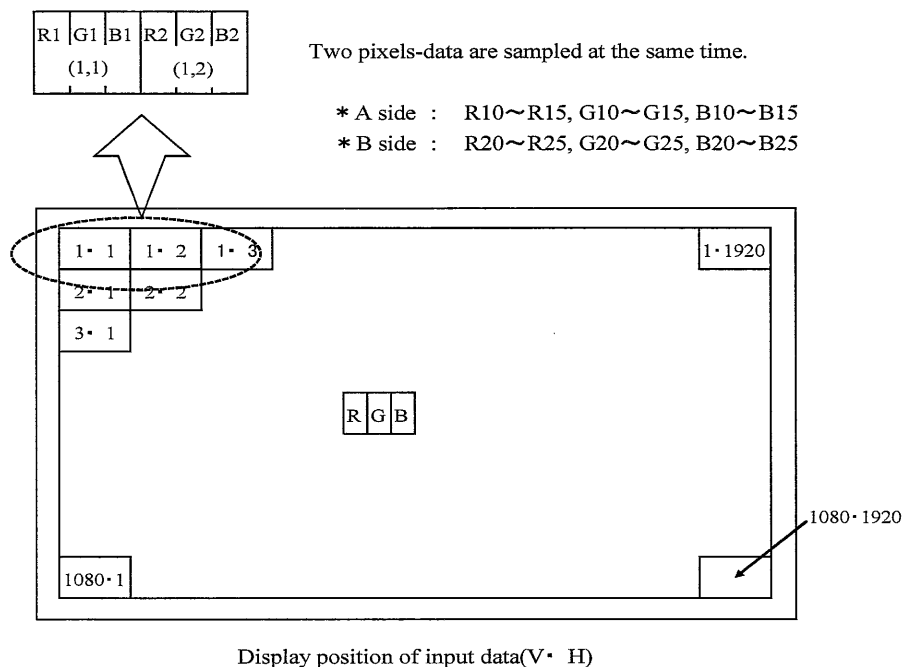 R1 G1 B1 R2 G2 B2
(1,1) (1,2)
Two pixels-data are sampled at the same time.
* A side : R10~R15, G10~G15, B10~B15
* B side : R20~R25, G20~G25, B20~B25
1・1 1・2 1・3 1・1920
2・1 2・2
3・1
R G B
1080・1920
1080・1
Display position of input data(V・ H)